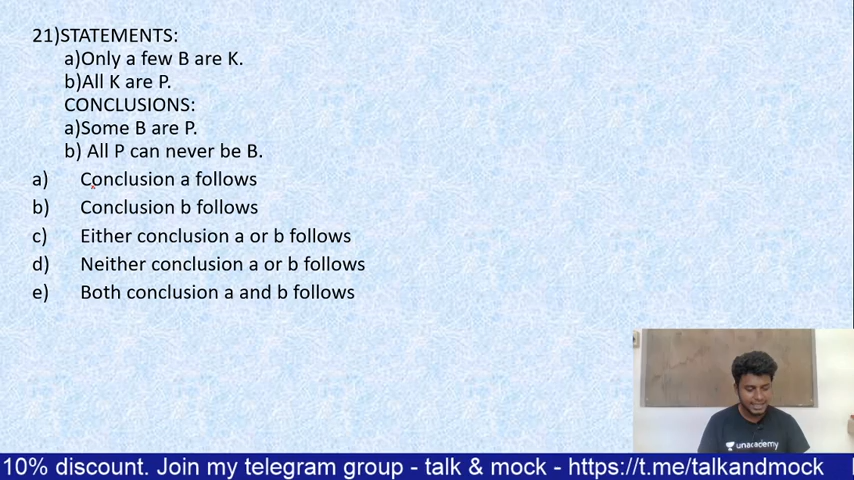 21)STATEMENTS:
a)Only a few B are K.
b)All K are P.
CONCLUSIONS:
a)Some B are P.
b) All P can never be B.
a) Conclusion a follows
b) Conclusion b follows
c) Either conclusion a or b follows
d) Neither conclusion a or b follows
e) Both conclusion a and b follows
unacademy
10% discount. Join my telegram group - talk & mock - https://t.me/talkandmock